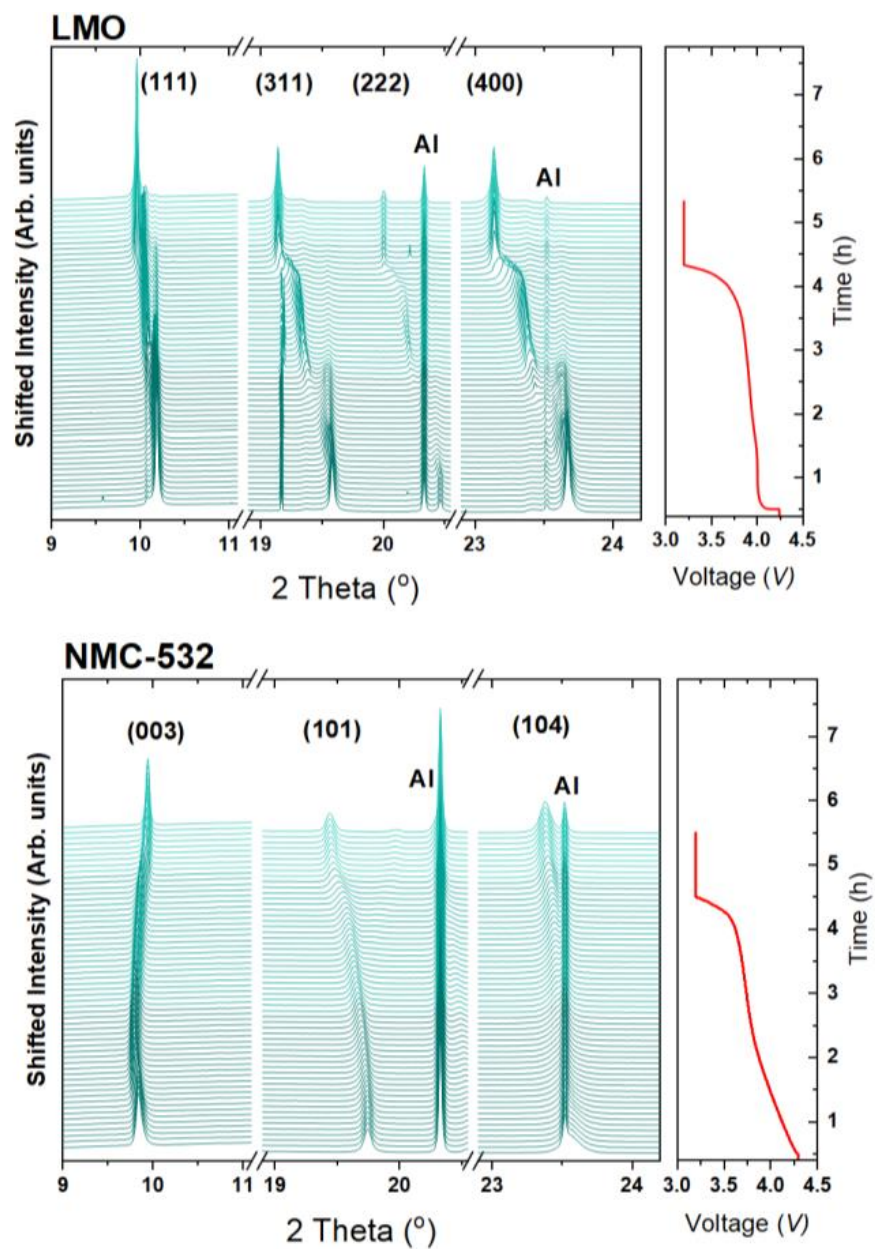 LMO
(111) (311) (222) (400)
Al
Al
Shifted Intensity (Arb. units)
9 10 11 19 20 23 24
2 Theta (°)
7
6
5
4
3
2
1
Time (h)
3.0 3.5 4.0 4.5
Voltage (V)
NMC-532
(003) (101) (104)
Al Al
Shifted Intensity (Arb. units)
9 10 11 19 20 23 24
2 Theta (°)
7
6
5
4
3
2
1
Time (h)
3.0 3.5 4.0 4.5
Voltage (V)